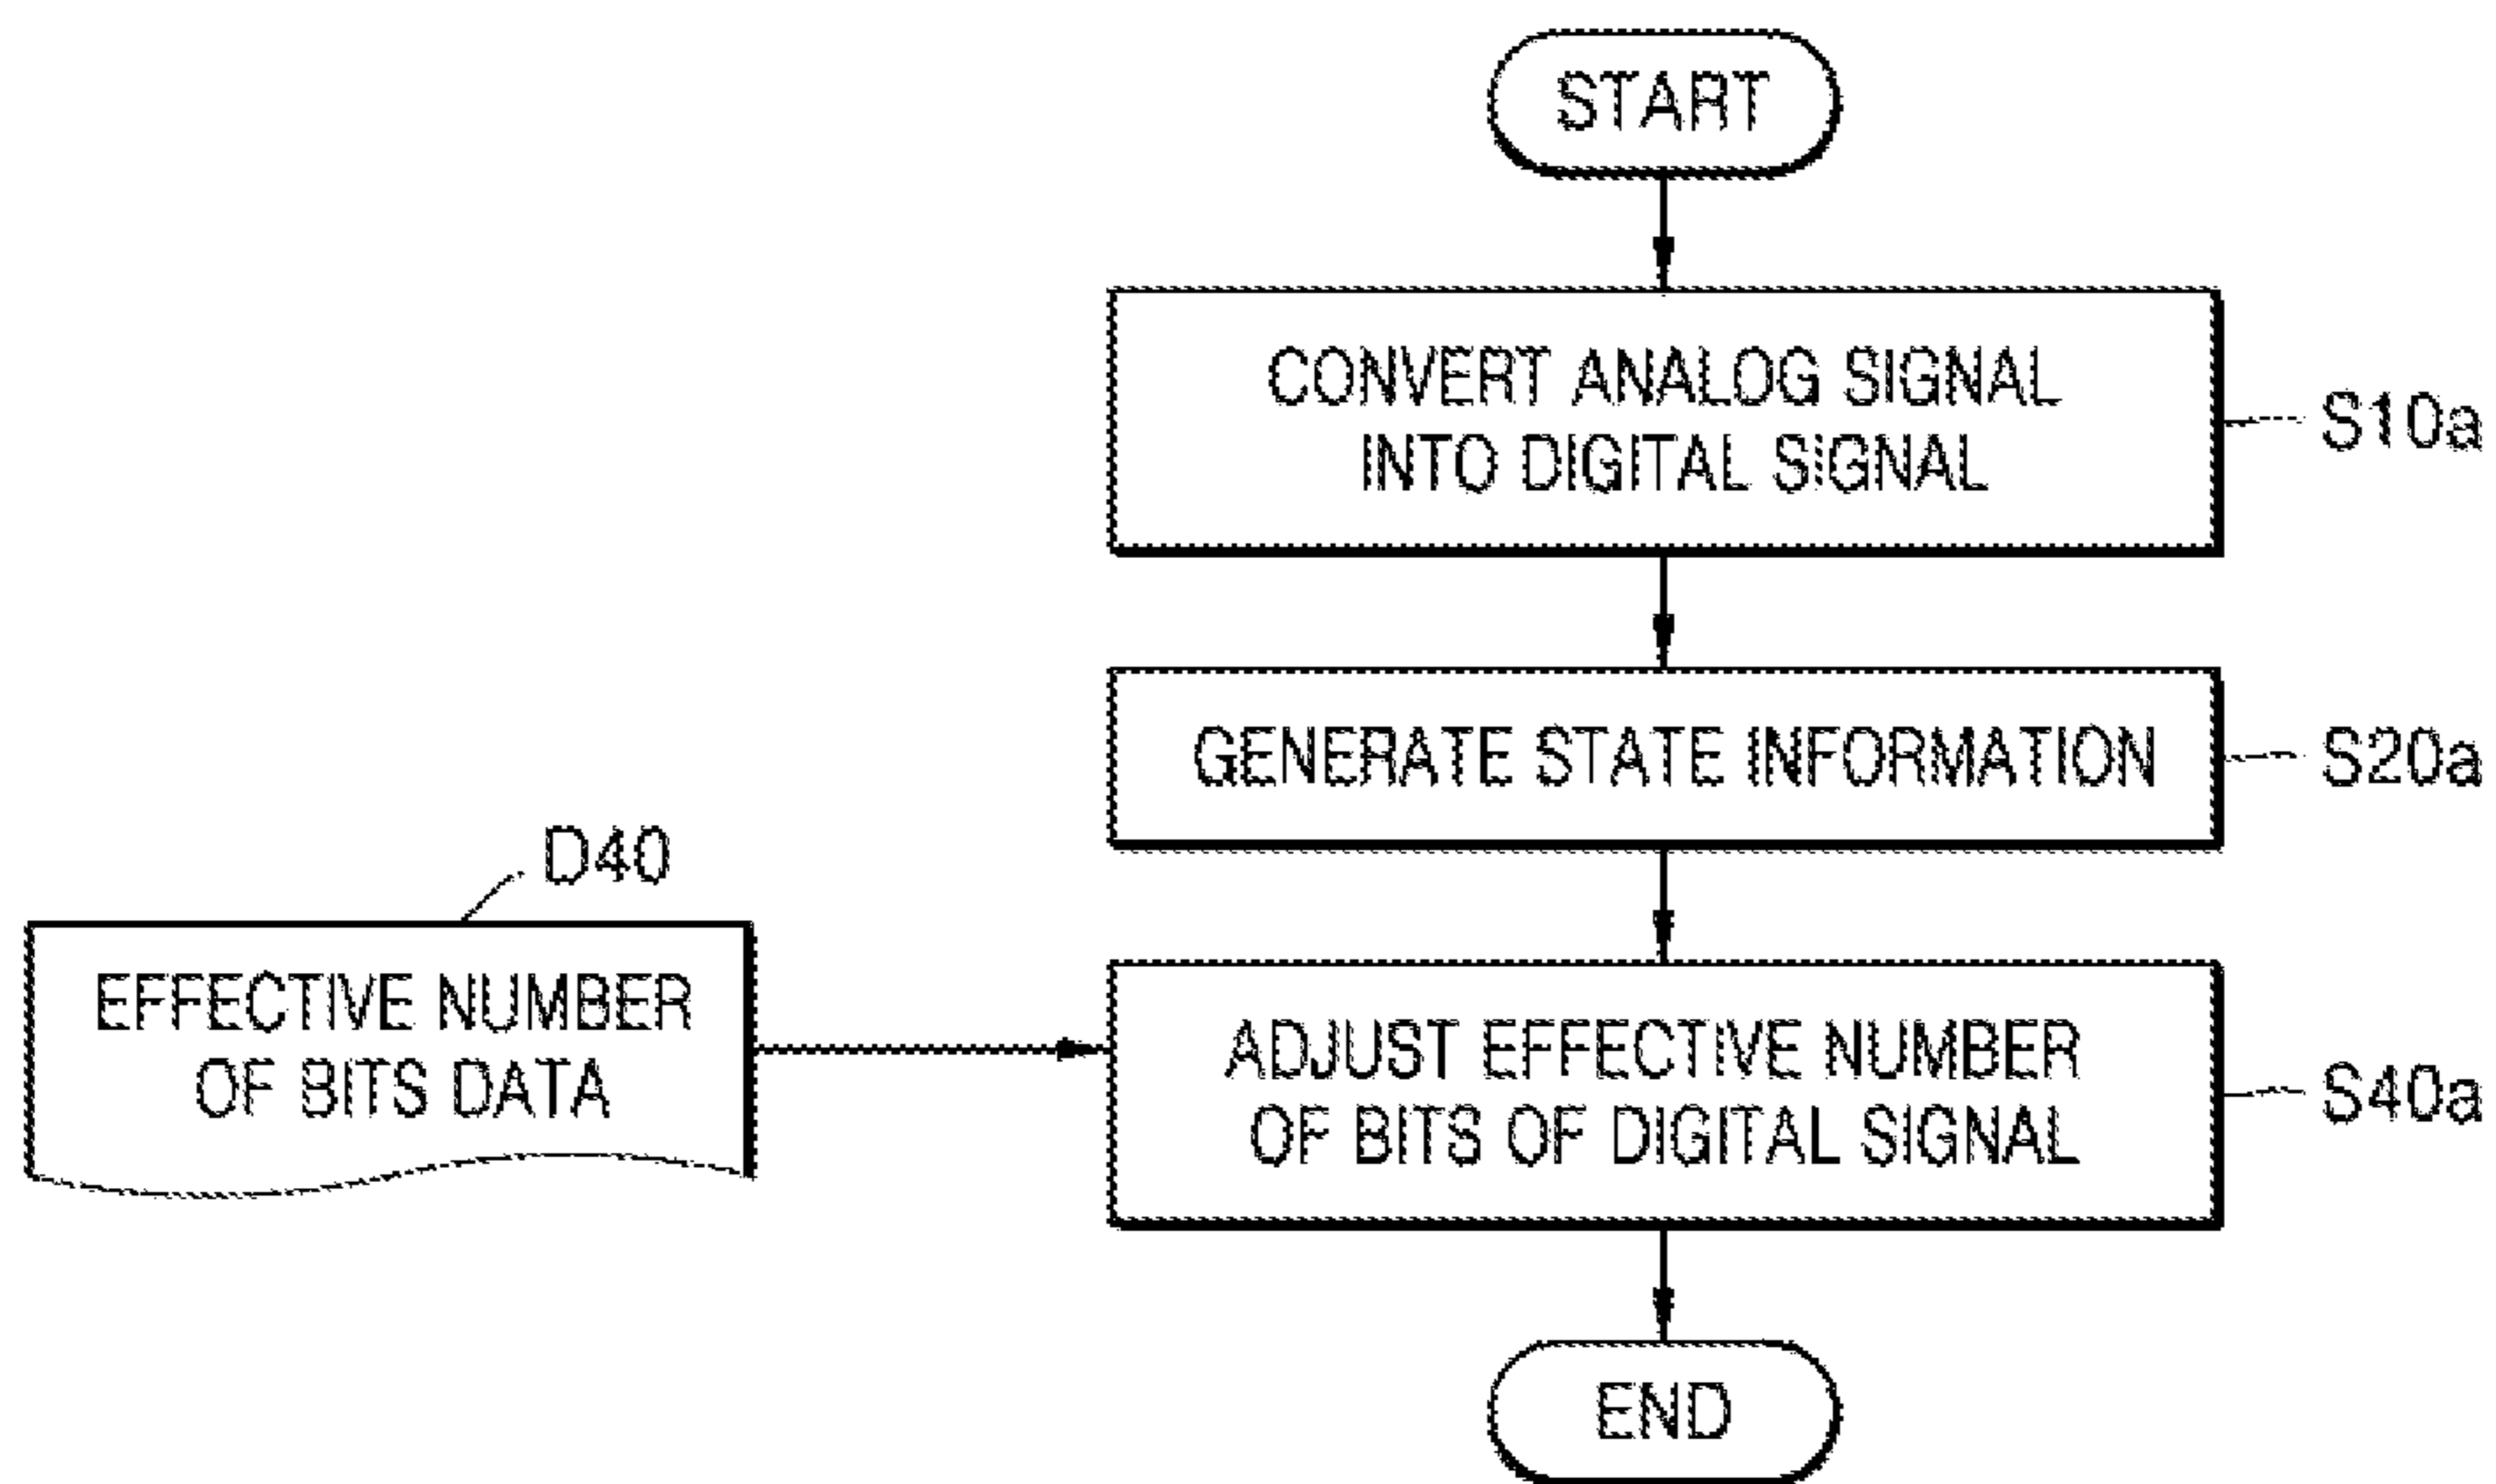 START
CONVERT ANALOG SIGNAL
INTO DIGITAL SIGNAL
S10a
GENERATE STATE INFORMATION
S20a
D40
EFFECTIVE NUMBER
OF BITS DATA
ADJUST EFFECTIVE NUMBER
OF BITS OF DIGITAL SIGNAL
S40a
END